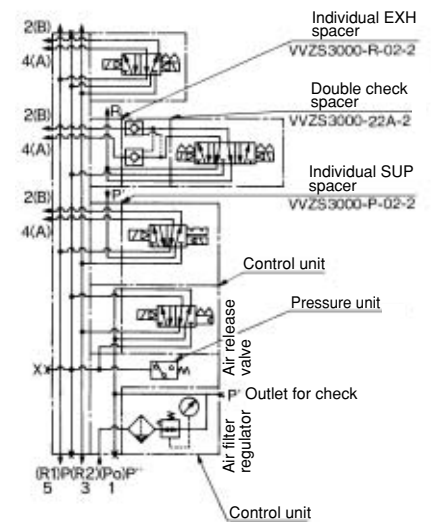 Individual EXH
spacer
VVZS3000-R-02-2
2(B)
4(A)
Double check
spacer
VVZS3000-22A-2
2(B)
R
4(A)
Individual SUP
spacer
VVZS3000-P-02-2
P'
2(B)
4(A)
Control unit
Pressure unit
Air release
valve
X
P' Outlet for check
Air filter
regulator
(R1)P(R2)(Po)P''
5 3 1
Control unit